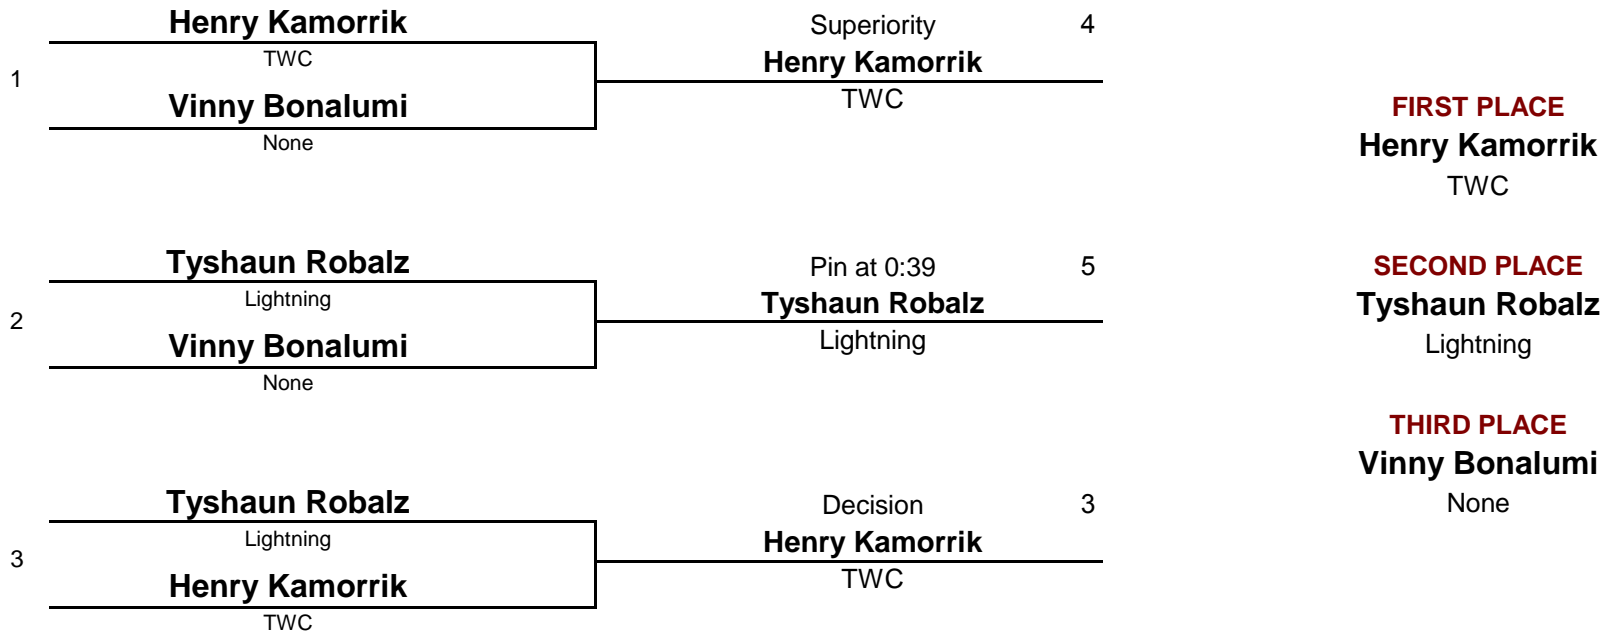 Henry Kamorrik
TWC
1
Vinny Bonalumi
None
Superiority 4
Henry Kamorrik
TWC
Tyshaun Robalz
Lightning
2
Vinny Bonalumi
None
Pin at 0:39 5
Tyshaun Robalz
Lightning
Tyshaun Robalz
Lightning
3
Henry Kamorrik
TWC
Decision 3
Henry Kamorrik
TWC
FIRST PLACE
Henry Kamorrik
TWC
SECOND PLACE
Tyshaun Robalz
Lightning
THIRD PLACE
Vinny Bonalumi
None